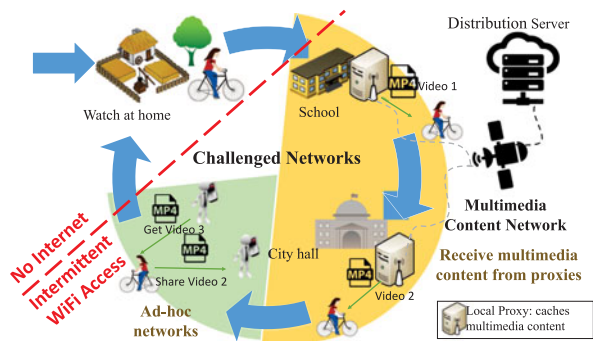 Distribution Server
MP4
Video 1
Watch at home
School
Challenged Networks
Multimedia
Content Network
MP4
Get Video 3
MP4
City hall
Receive multimedia
content from proxies
No Internet
Intermittent
WiFi Access
MP4
Share Video 2
Video 2
Ad-hoc
networks
Local Proxy: caches
multimedia content